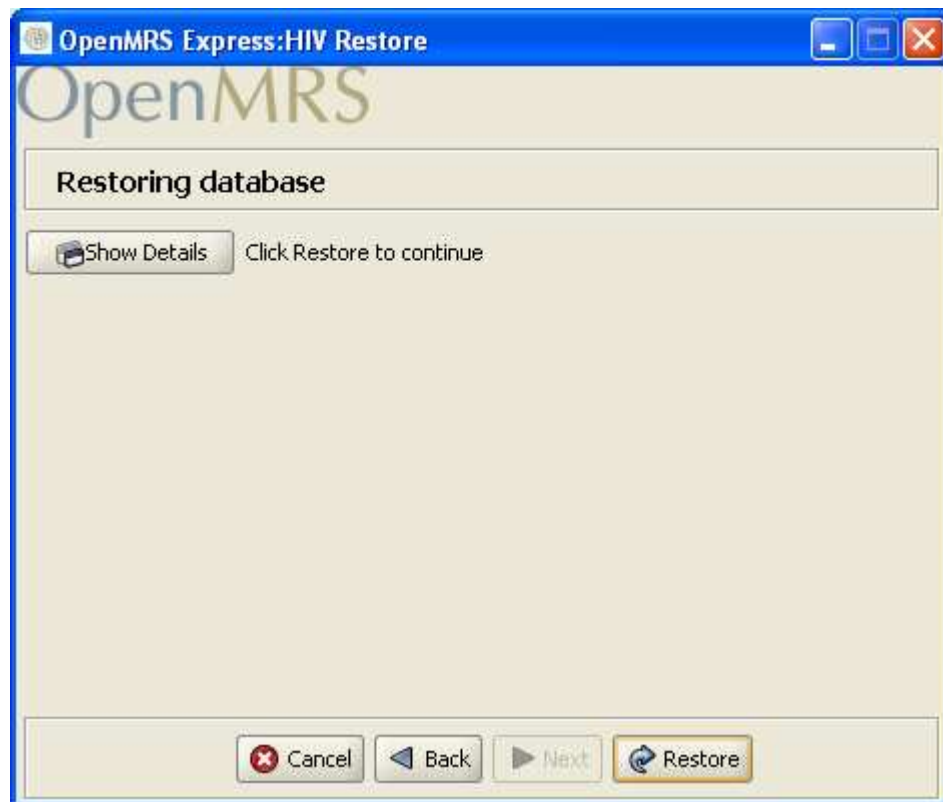 OpenMRS Express:HIV Restore
OpenMRS
Restoring database
Show Details Click Restore to continue
Cancel Back Next Restore